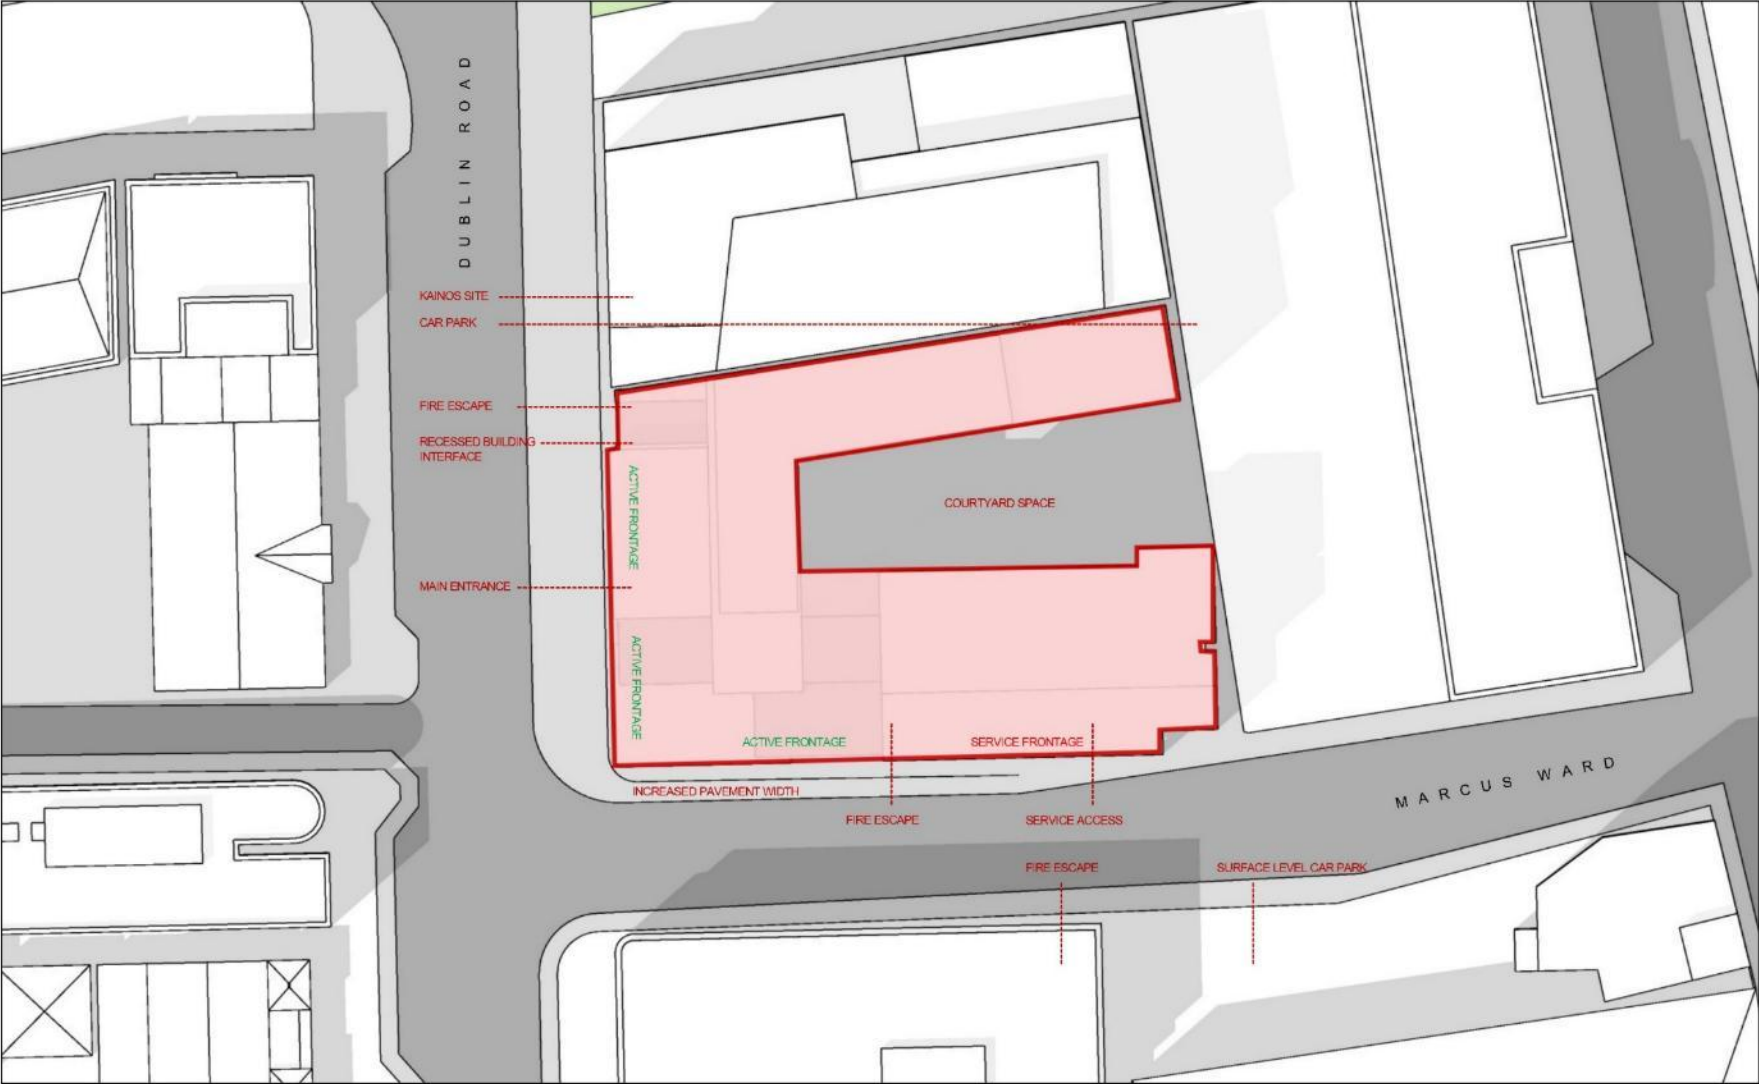 DUBLIN ROAD
KAINOS SITE
CAR PARK
FIRE ESCAPE
RECESSED BUILDING
INTERFACE
ACTIVE FRONTAGE
COURTYARD SPACE
MAIN ENTRANCE
ACTIVE FRONTAGE
ACTIVE FRONTAGE
SERVICE FRONTAGE
INCREASED PAVEMENT WIDTH
MARCUS WARD
FIRE ESCAPE
SERVICE ACCESS
FIRE ESCAPE
SURFACE LEVEL CAR PARK